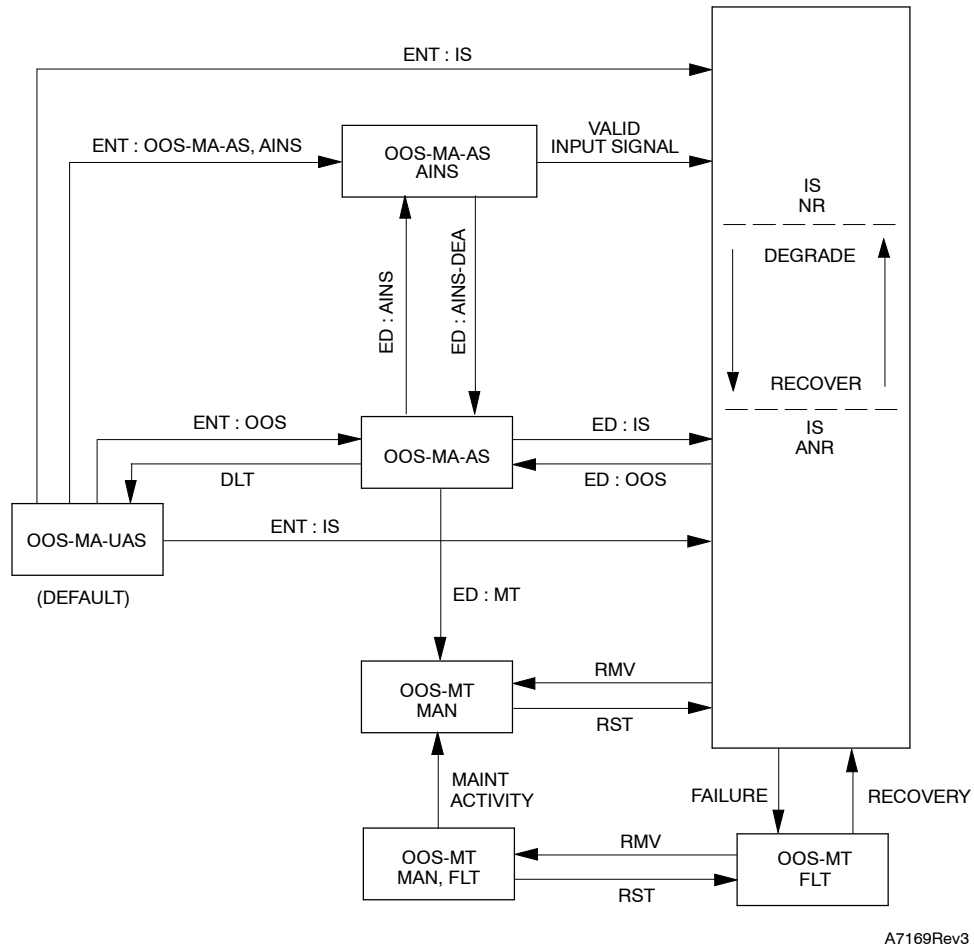 ENT : IS
ENT : OOS-MA-AS, AINS
OOS-MA-AS
AINS
VALID
INPUT SIGNAL
IS
NR
DEGRADE
ED : AINS
ED : AINS-DEA
RECOVER
IS
ANR
ENT : OOS
OOS-MA-AS
ED : IS
DLT
ED : OOS
OOS-MA-UAS
ENT : IS
(DEFAULT)
ED : MT
OOS-MT
MAN
RMV
RST
MAINT
ACTIVITY
FAILURE
RECOVERY
OOS-MT
MAN, FLT
RMV
RST
OOS-MT
FLT
A7169Rev3